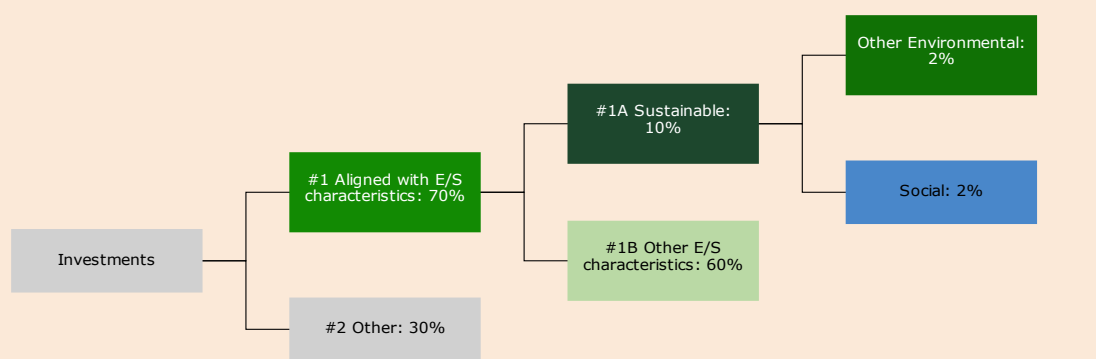 Other Environmental:
2%
#1A Sustainable:
10%
#1 Aligned with E/S
characteristics: 70%
Social: 2%
#1B Other E/S
characteristics: 60%
Investments
#2 Other: 30%